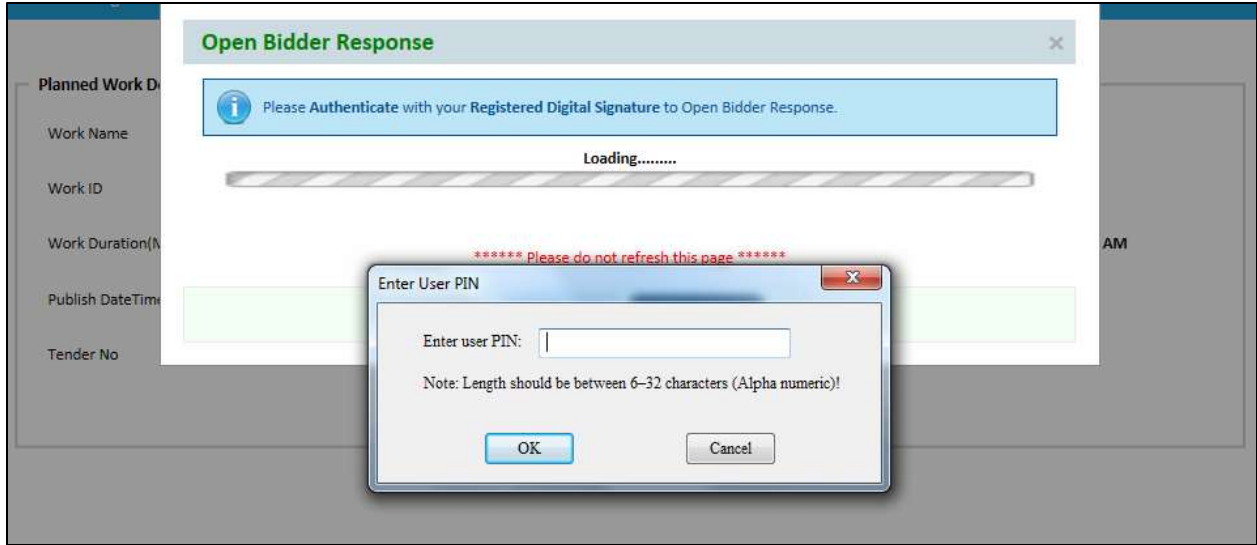 Open Bidder Response
×
Planned Work D
Please Authenticate with your Registered Digital Signature to Open Bidder Response.
Work Name
Loading.........
Work ID
Work Duration(M
AM
****** Please do not refresh this page ******
Enter User PIN
Publish DateTime
Enter user PIN:
Tender No
Note: Length should be between 6–32 characters (Alpha numeric)!
OK
Cancel